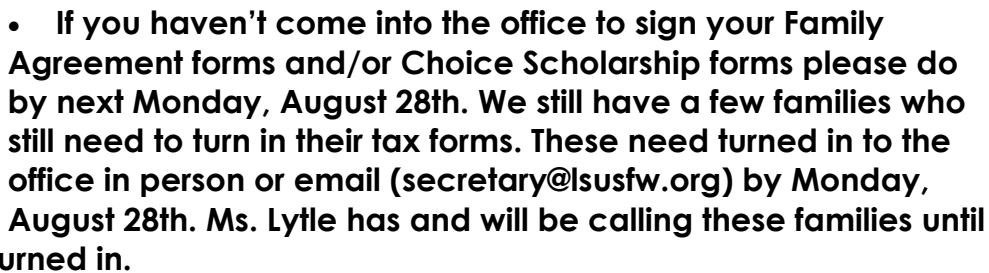 • If you haven’t come into the office to sign your Family
Agreement forms and/or Choice Scholarship forms please do
by next Monday, August 28th. We still have a few families who
still need to turn in their tax forms. These need turned in to the
office in person or email (secretary@lsusfw.org) by Monday,
August 28th. Ms. Lytle has and will be calling these families until
urned in.